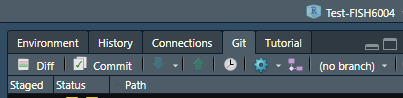 Test-FISH6004
Environment History Connections Git Tutorial
Diff Commit (no branch)
Staged Status Path